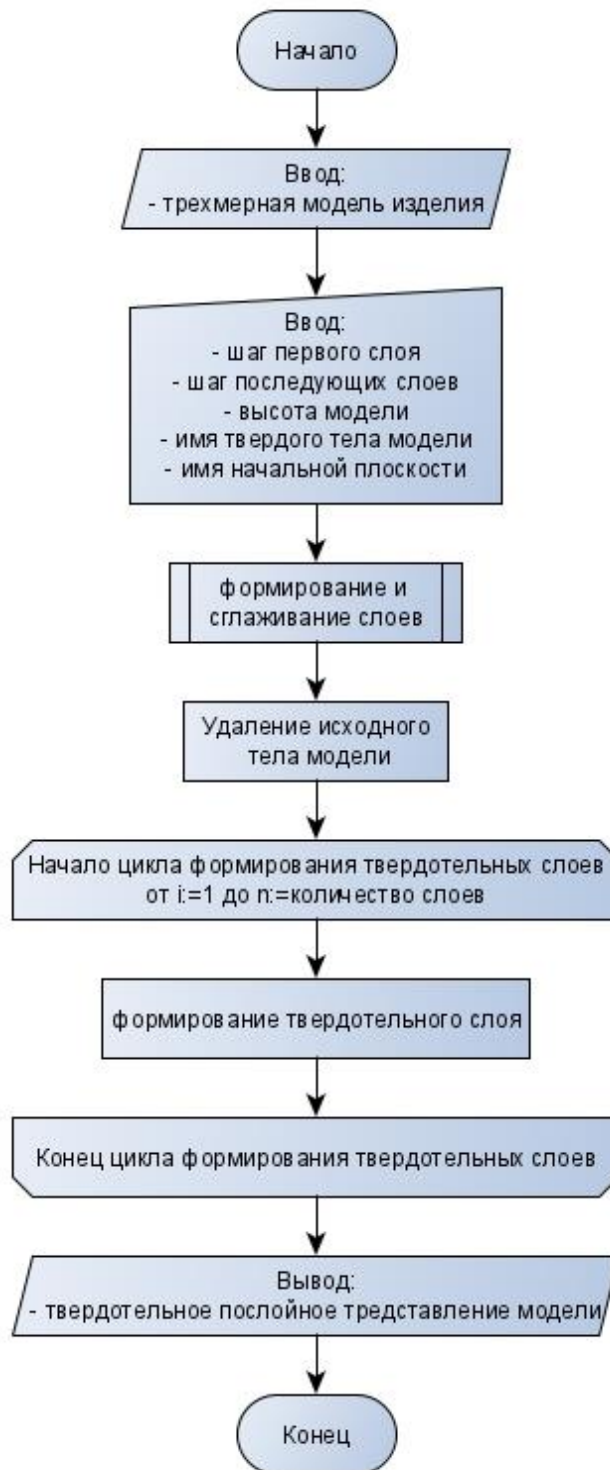 Начало
Ввод:
- трехмерная модель изделия
Ввод:
- шаг первого слоя
- шаг последующих слоев
- высота модели
- имя твердого тела модели
- имя начальной плоскости
формирование и
сглаживание слоев
Удаление исходного
тела модели
Начало цикла формирования твердотельных слоев
от i:=1 до n:=количество слоев
формирование твердотельного слоя
Конец цикла формирования твердотельных слоев
Вывод:
- твердотельное послойное тредставление модели
Конец